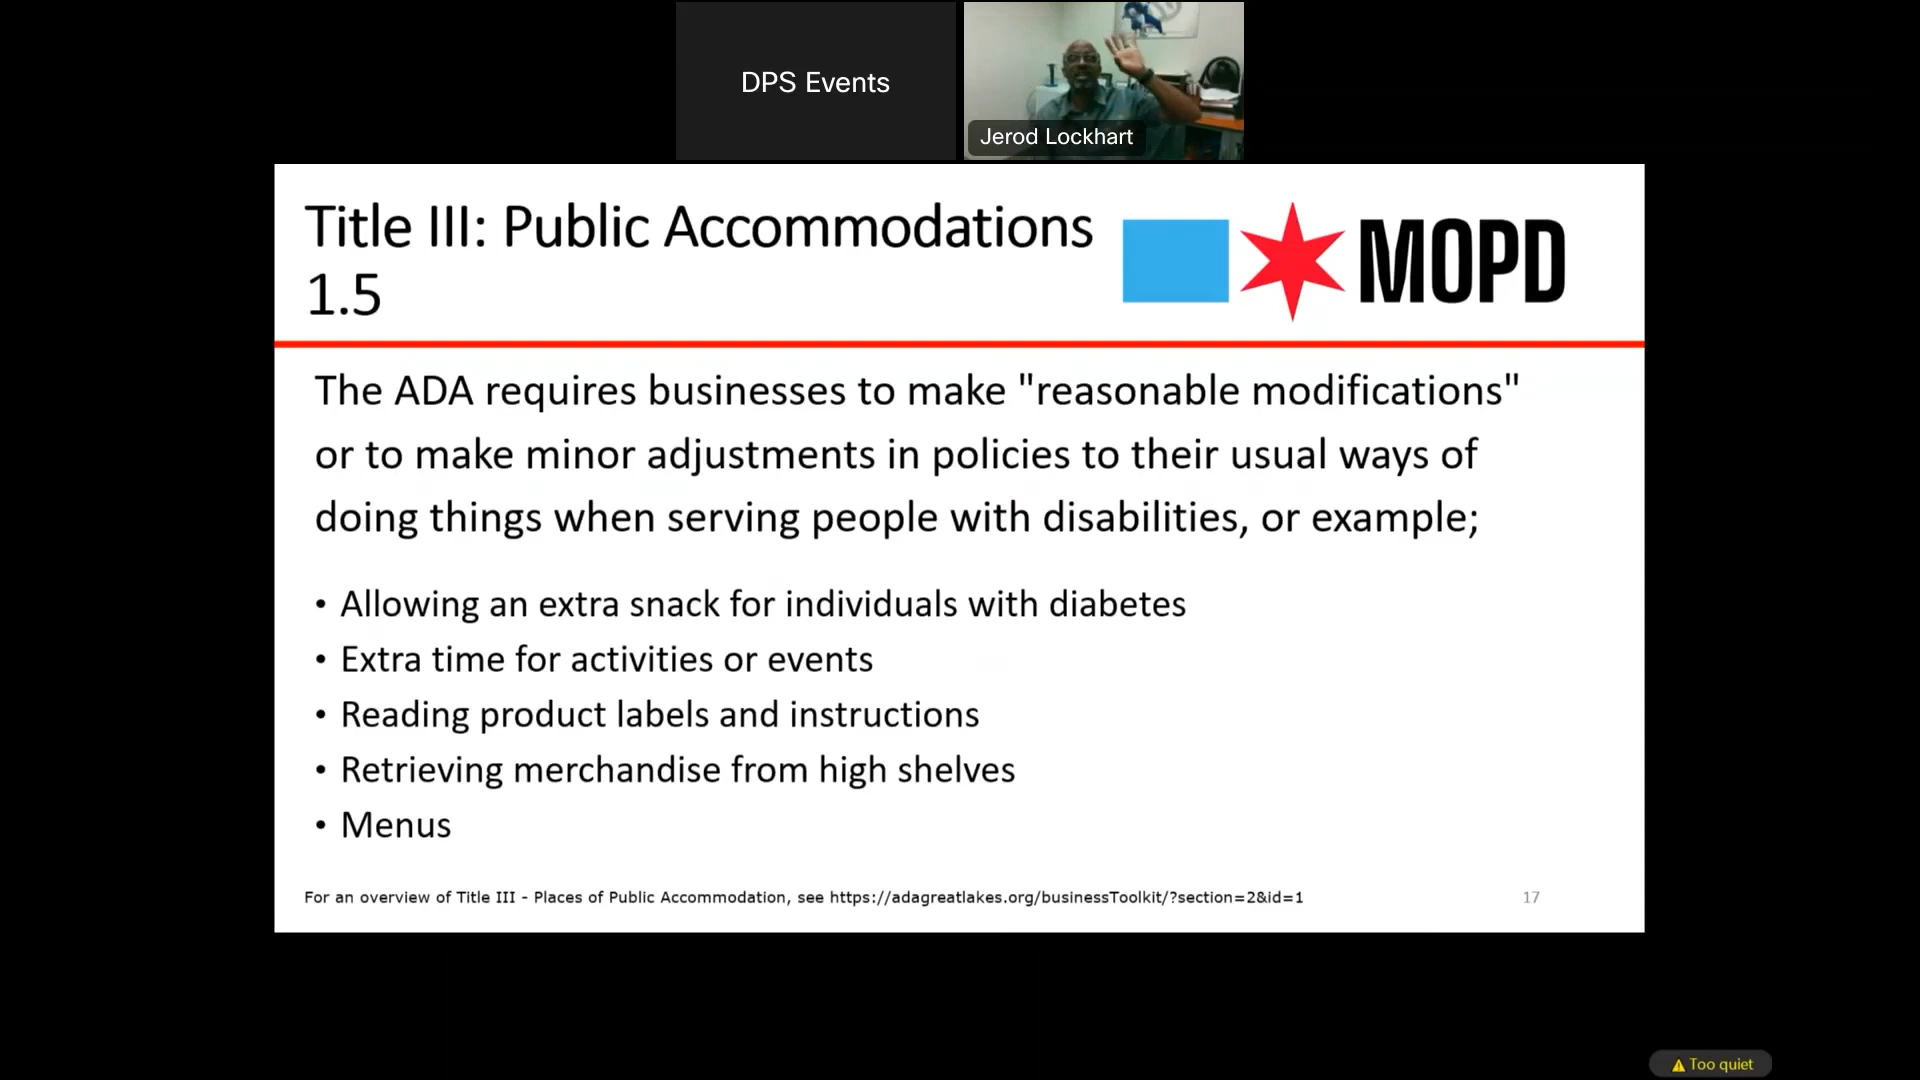 DPS Events
Jerod Lockhart
Title III: Public Accommodations
1.5
MOPD
The ADA requires businesses to make "reasonable modifications"
or to make minor adjustments in policies to their usual ways of
doing things when serving people with disabilities, or example;
• Allowing an extra snack for individuals with diabetes
• Extra time for activities or events
• Reading product labels and instructions
• Retrieving merchandise from high shelves
• Menus
For an overview of Title III - Places of Public Accommodation, see https://adagreatlakes.org/businessToolkit/?section=2&id=1
17
Too quiet